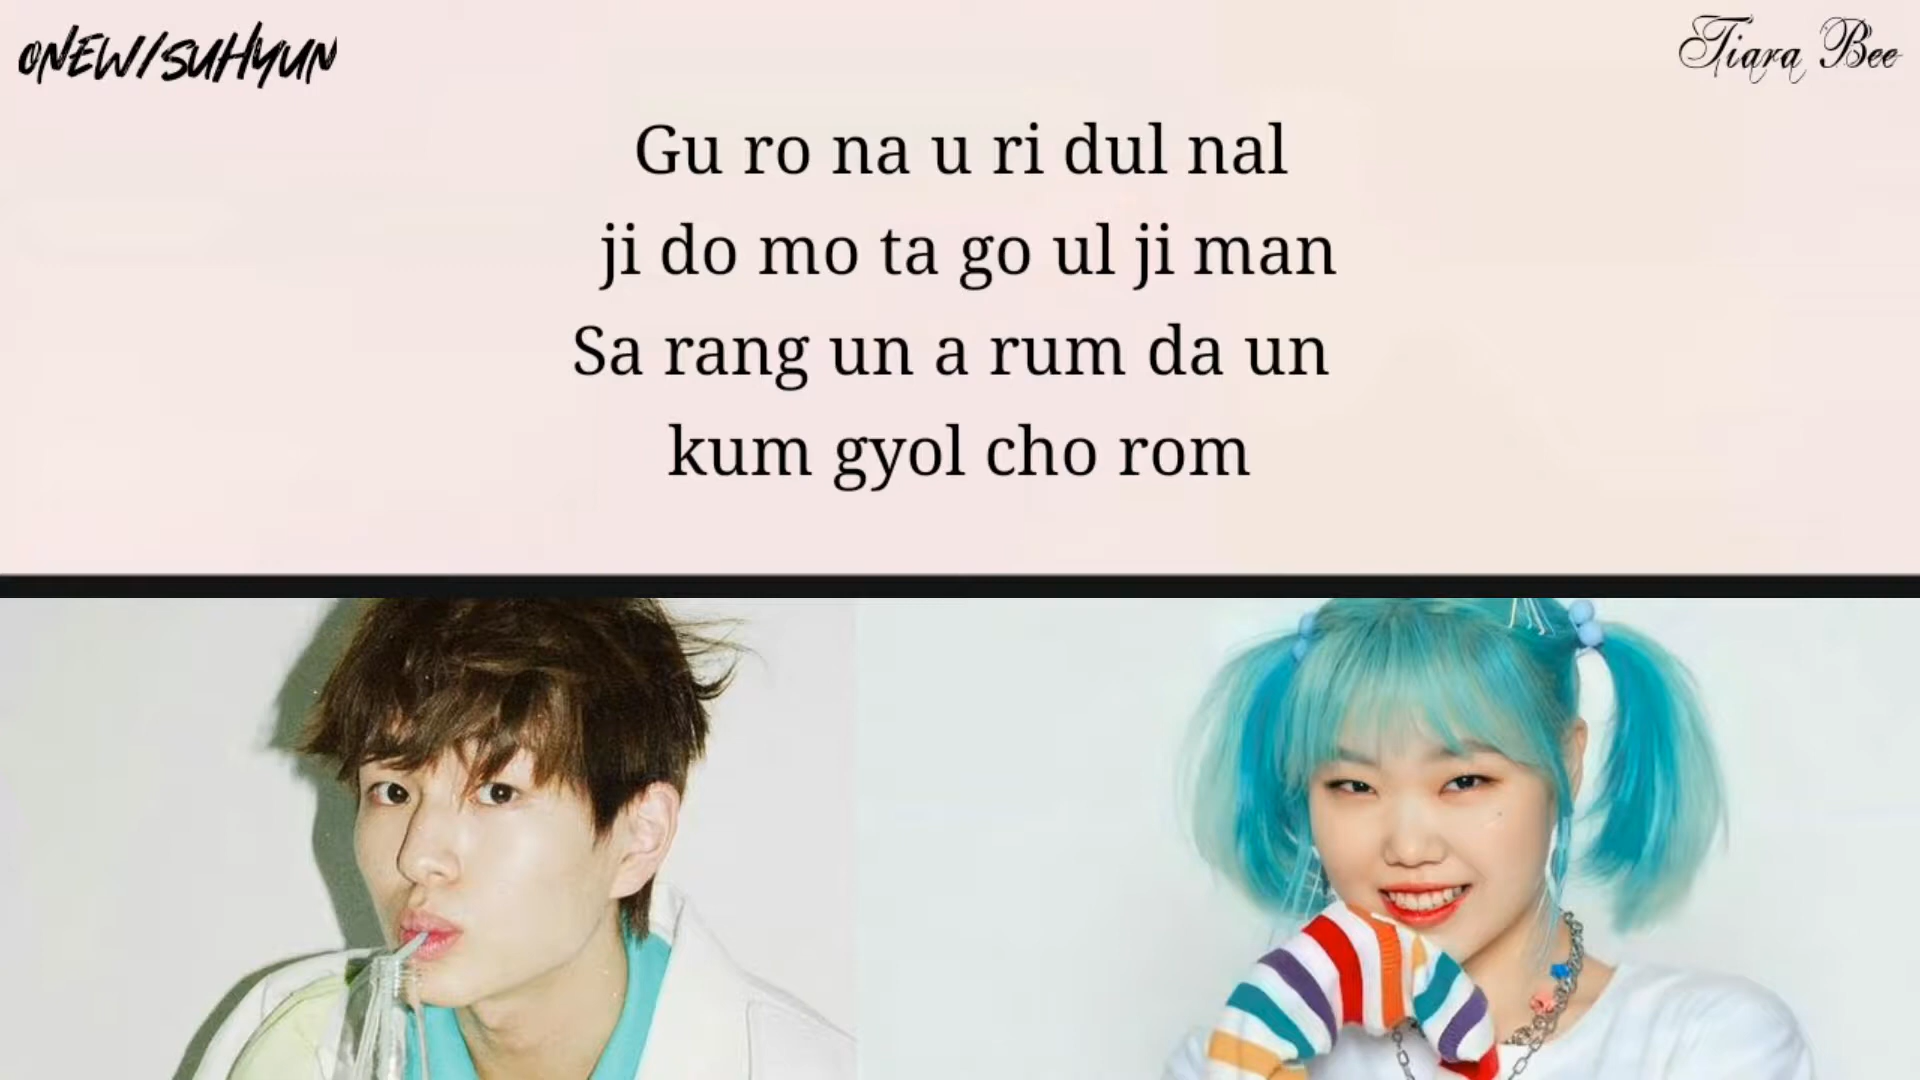 ONEW/SUHYUN
Tiara Bee
Gu ro na u ri dul nal
ji do mo ta go ul ji man
Sa rang un a rum da un
kum gyol cho rom